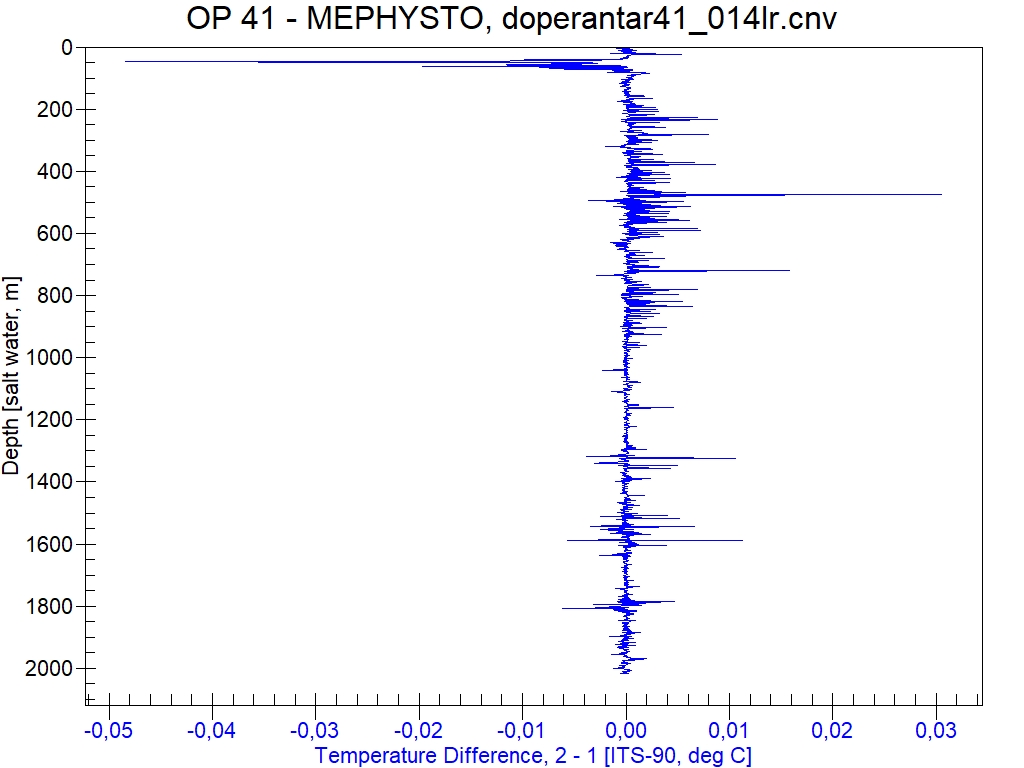 OP 41 - MEPHYSTO, doperantar41_014lr.cnv
0
200
400
600
800
1000
1200
1400
1600
1800
2000
Depth [salt water, m]
-0,05 -0,04 -0,03 -0,02 -0,01 0,00 0,01 0,02 0,03
Temperature Difference, 2 - 1 [ITS-90, deg C]